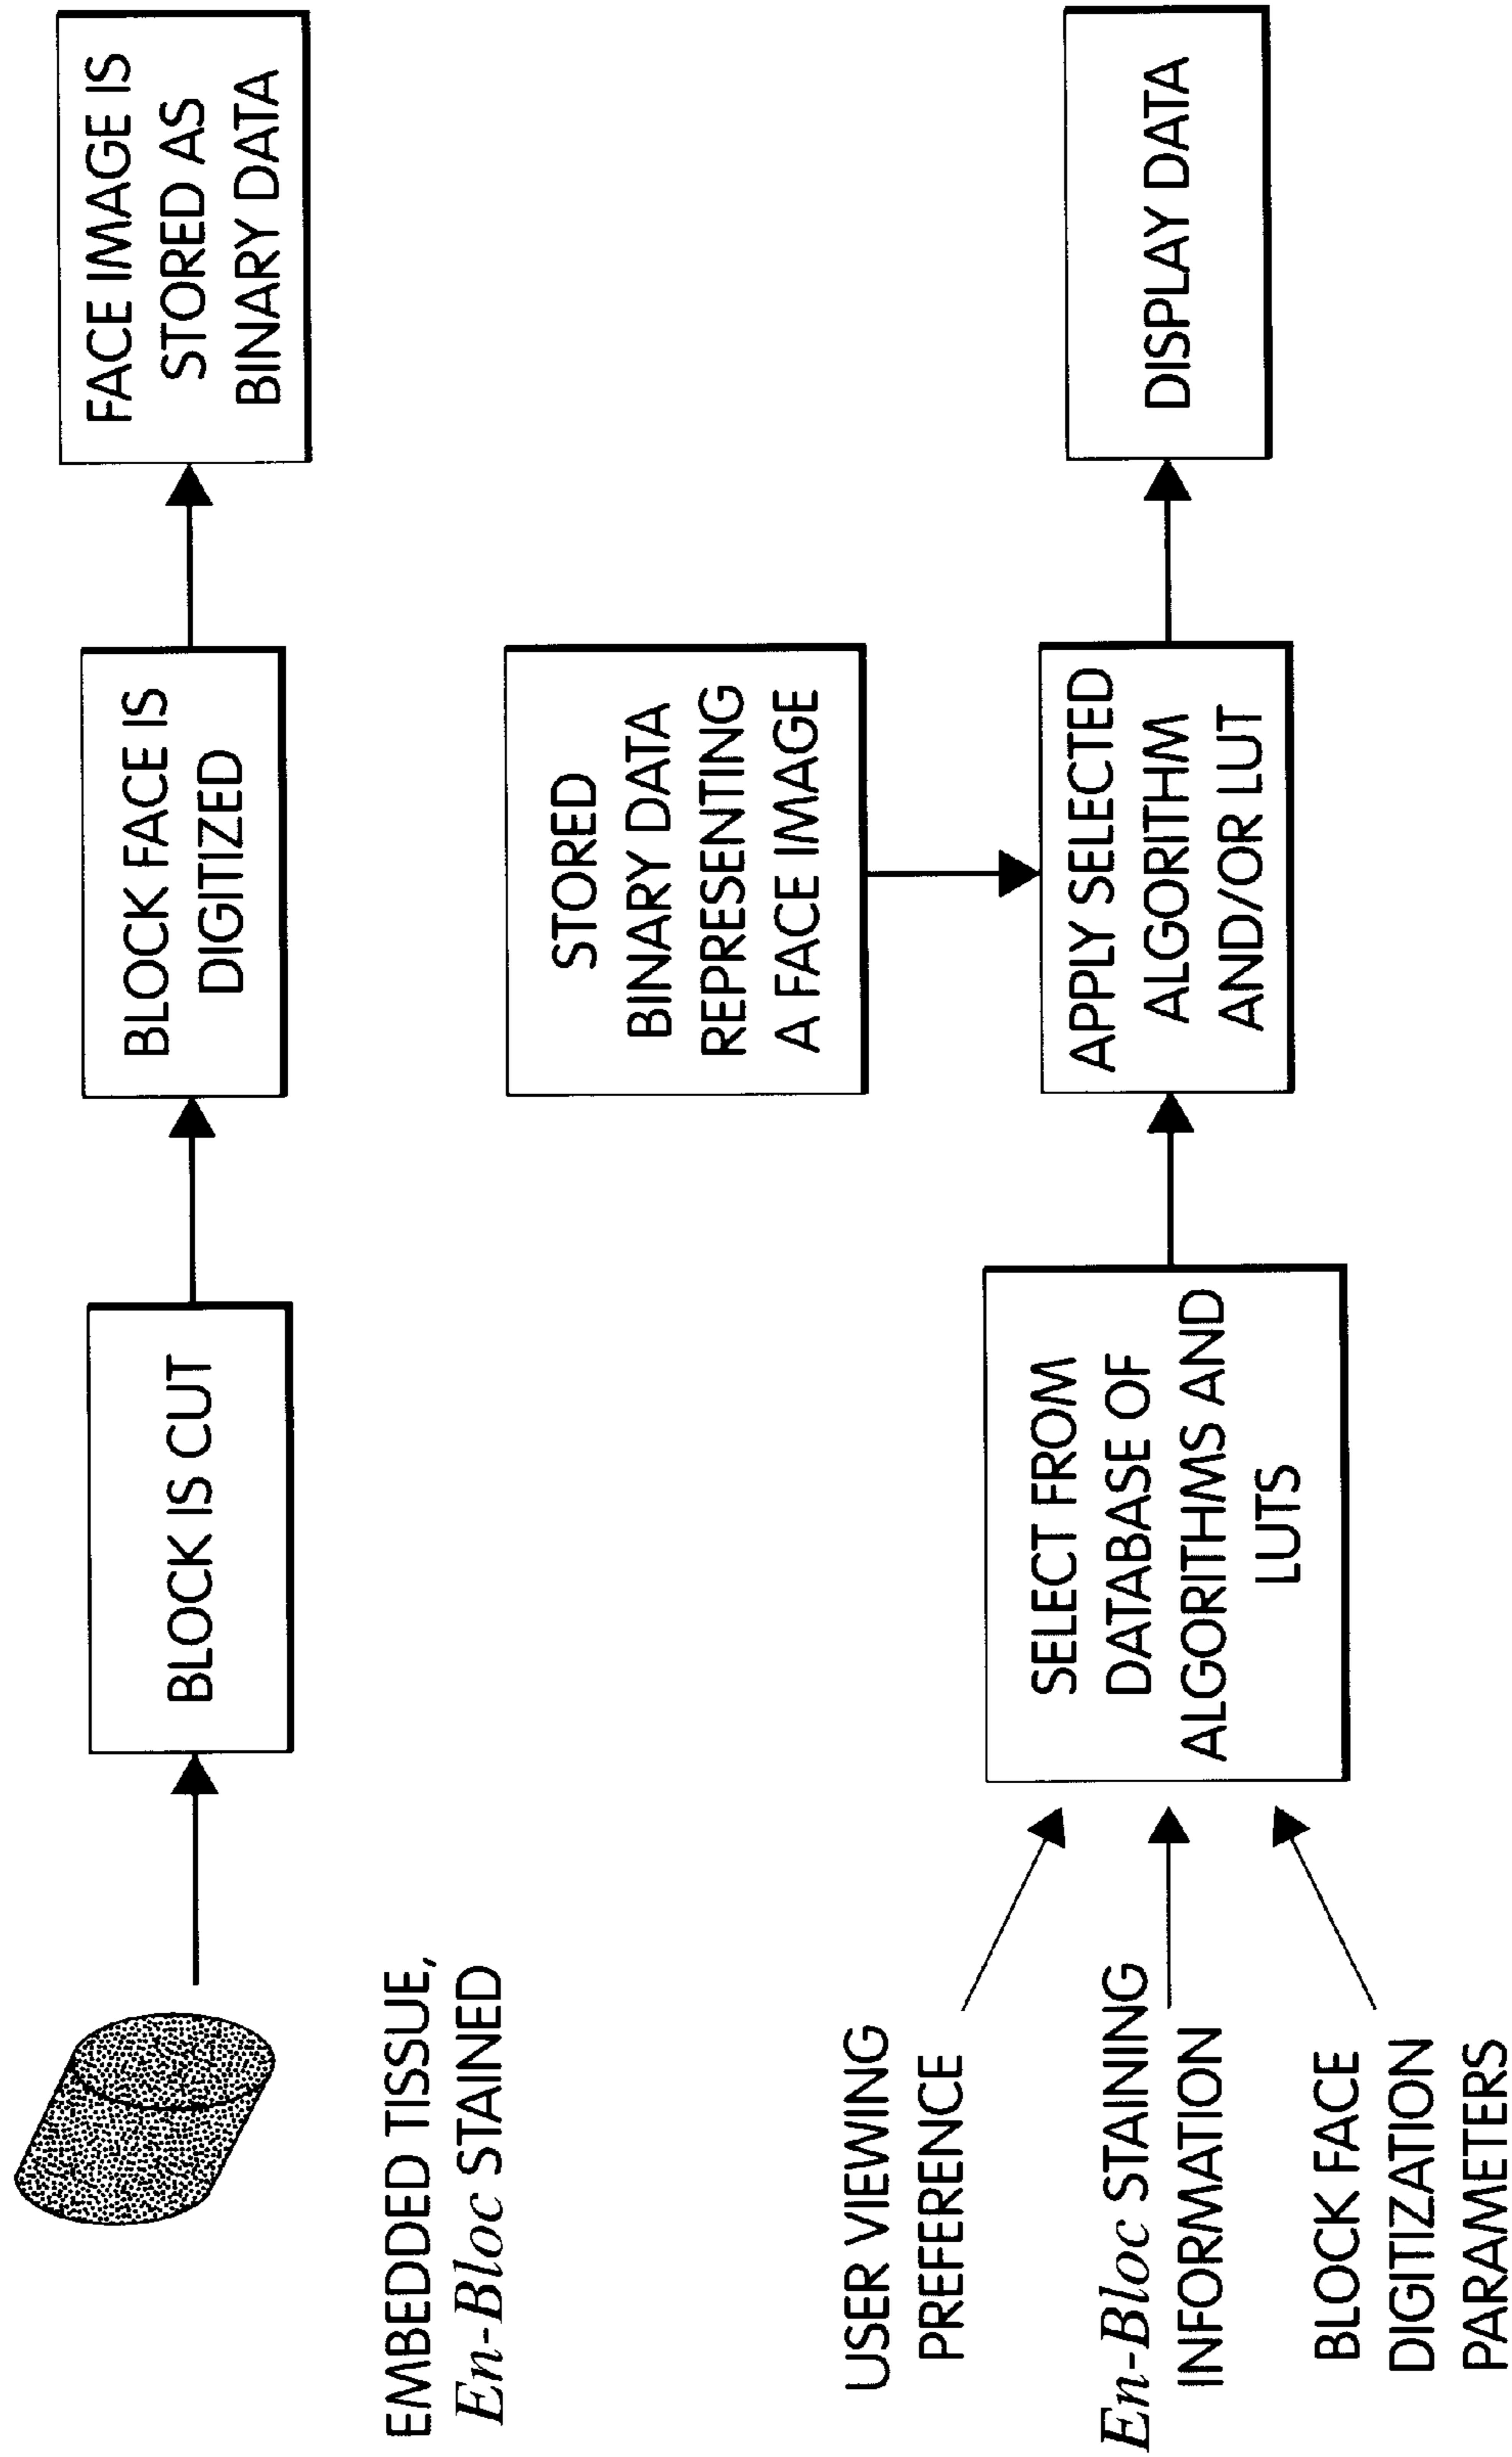 EMBEDDED TISSUE,
En-Bloc STAINED
BLOCK IS CUT
BLOCK FACE IS
DIGITIZED
FACE IMAGE IS
STORED AS
BINARY DATA
USER VIEWING
PREFERENCE
En-Bloc STAINING
INFORMATION
BLOCK FACE
DIGITIZATION
PARAMETERS
SELECT FROM
DATABASE OF
ALGORITHMS AND
LUTS
STORED
BINARY DATA
REPRESENTING
A FACE IMAGE
APPLY SELECTED
ALGORITHM
AND/OR LUT
DISPLAY DATA